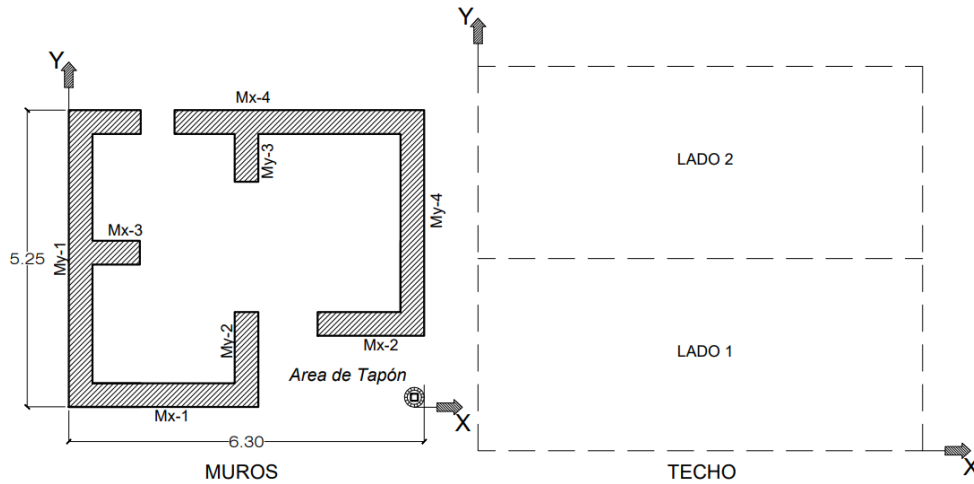 Y
Y
Mx-4
My-3
LADO 2
My-4
Mx-3
My-1
5.25
My-2
Mx-2
LADO 1
Area de Tapón
Mx-1
X
6.30
X
MUROS
TECHO